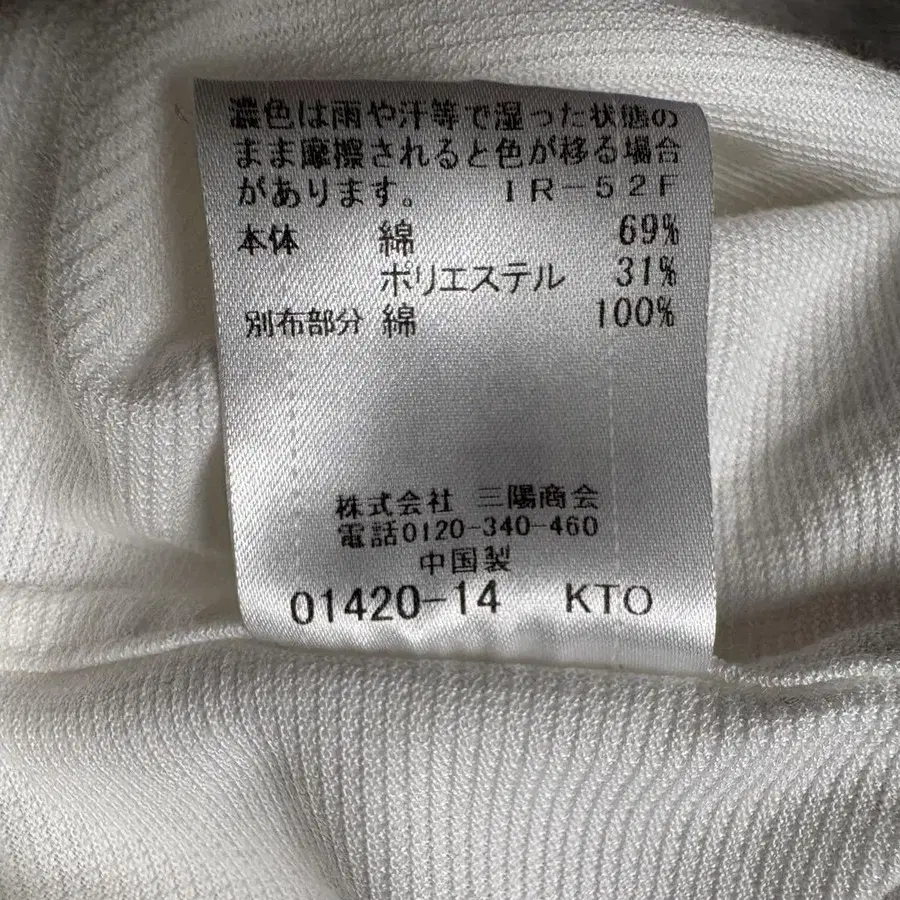 濃色は雨や汗等で湿った状態の
まま摩擦されると色が移る場合
があります。 IR-52F
本体 綿 69%
ポリエステル 31%
別布部分 綿 100%
株式会社 三陽商会
電話0120-340-460
中国製
01420-14 KTO